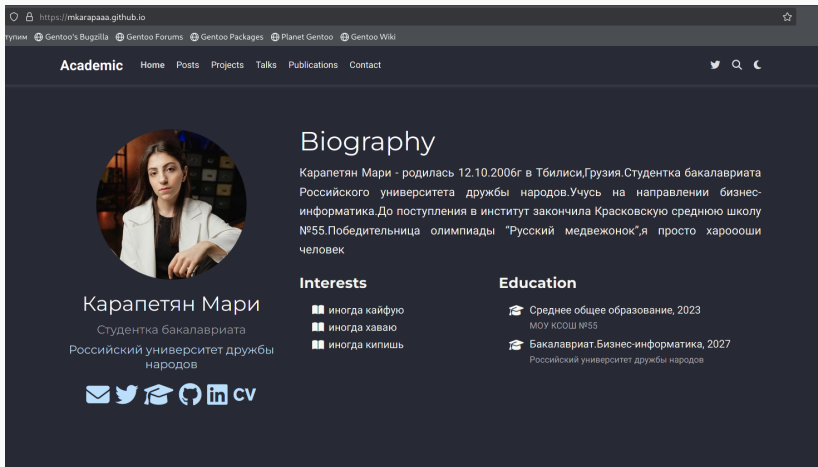 https://mkarapaaa.github.io
тупим Gentoo's Bugzilla Gentoo Forums Gentoo Packages Planet Gentoo Gentoo Wiki
Academic Home Posts Projects Talks Publications Contact
Biography
Карапетян Мари - родилась 12.10.2006г в Тбилиси,Грузия.Студентка бакалавриата
Российского университета дружбы народов.Учусь на направлении бизнес-
информатика.До поступления в институт закончила Красковскую среднюю школу
№55.Победительница олимпиады “Русский медвежонок”,я просто хароооши
человек
Карапетян Мари
Студентка бакалавриата
Российский университет дружбы
народов
CV
Interests
иногда кайфую
иногда хаваю
иногда кипишь
Education
Среднее общее образование, 2023
МОУ КСОШ №55
Бакалавриат.Бизнес-информатика, 2027
Российский университет дружбы народов